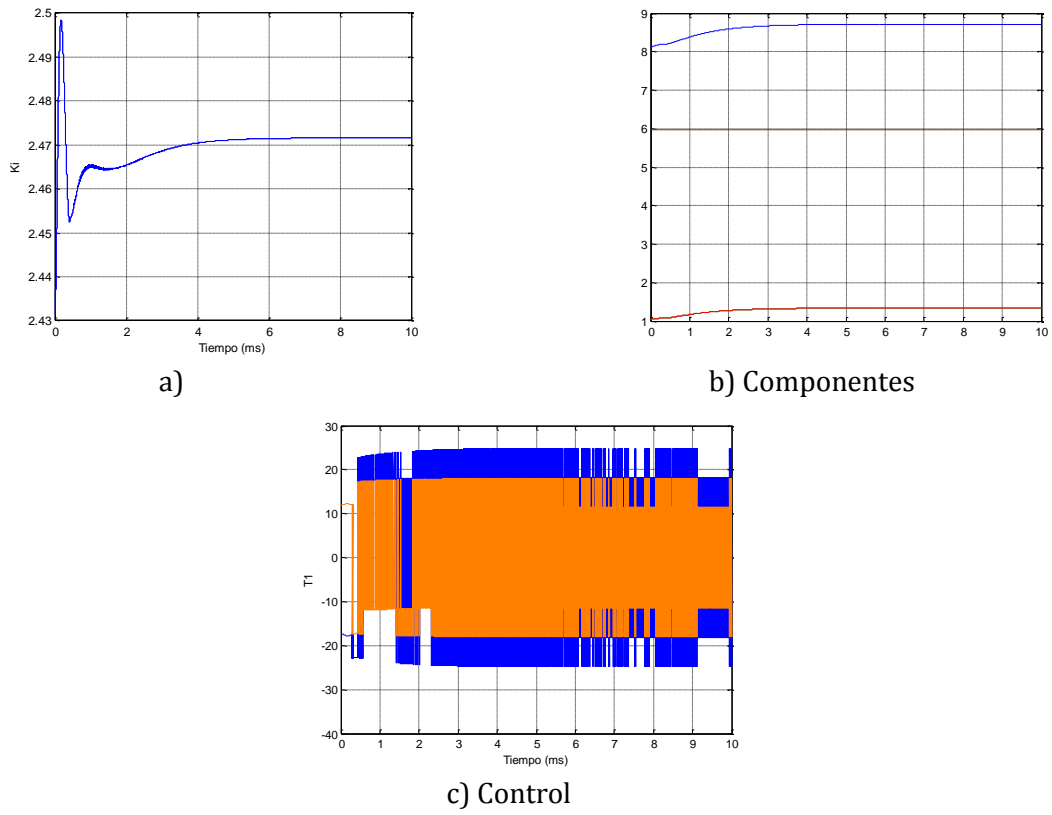 2.5
2.49
2.48
2.47
2.46
2.45
2.44
2.43
Ki
0 2 4 6 8 10
Tiempo (ms)
a)
9
8
7
6
5
4
3
2
1
0 1 2 3 4 5 6 7 8 9 10
b) Componentes
30
20
10
0
-10
-20
-30
-40
T1
0 1 2 3 4 5 6 7 8 9 10
Tiempo (ms)
c) Control